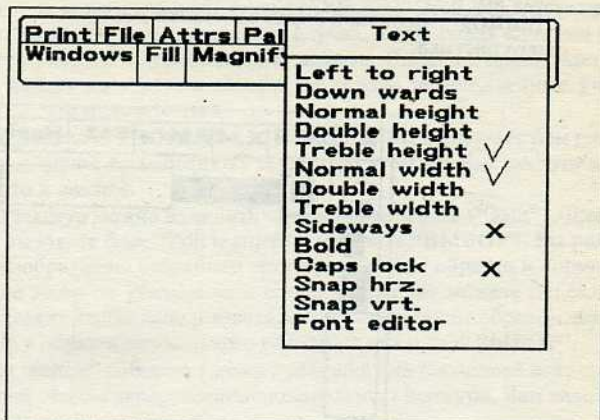 Print File Attrs Pal
Windows Fill Magnify
Text
Left to right
Down wards
Normal height
Double height
Treble height
Normal width
Double width
Treble width
Sideways
Bold
Caps lock
Snap hrz.
Snap vrt.
Font editor